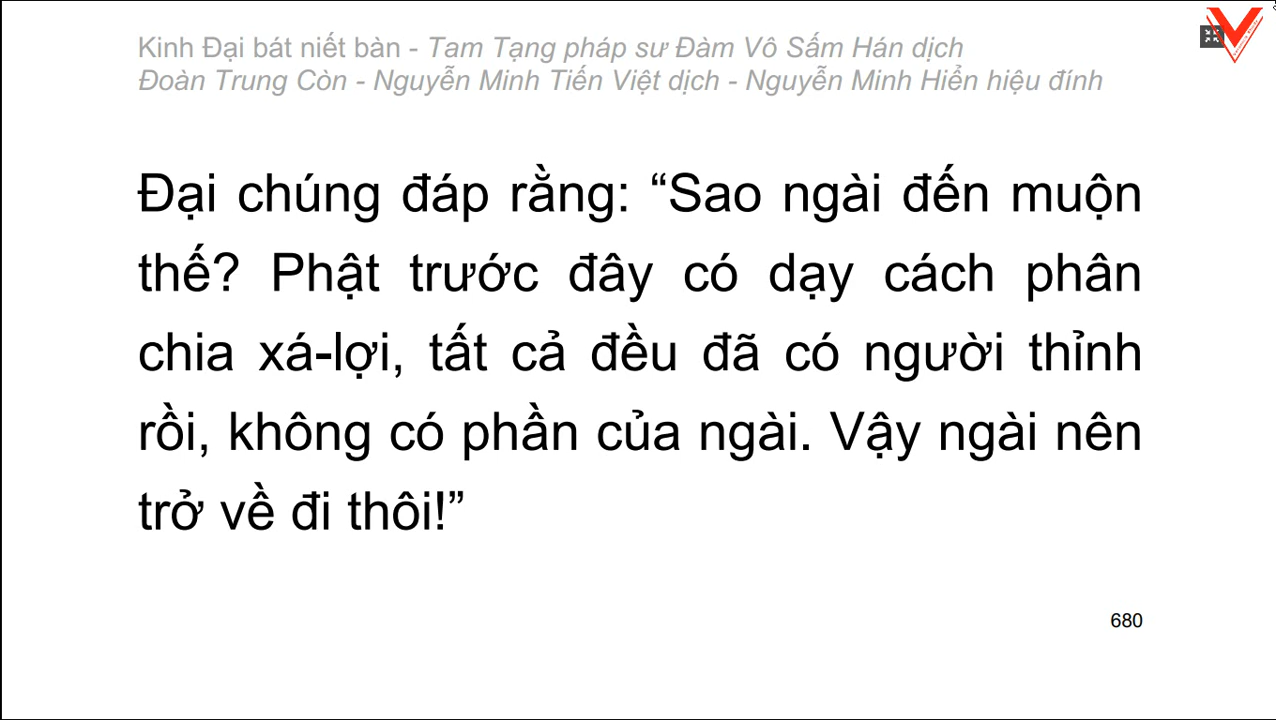 Kinh Đại bát niết bàn - Tam Tạng pháp sư Đàm Vô Sấm Hán dịch
Đoàn Trung Còn - Nguyễn Minh Tiến Việt dịch - Nguyễn Minh Hiển hiệu đính
Đại chúng đáp rằng: “Sao ngài đến muộn
thế? Phật trước đây có dạy cách phân
chia xá-lợi, tất cả đều đã có người thỉnh
rồi, không có phần của ngài. Vậy ngài nên
trở về đi thôi!”
680